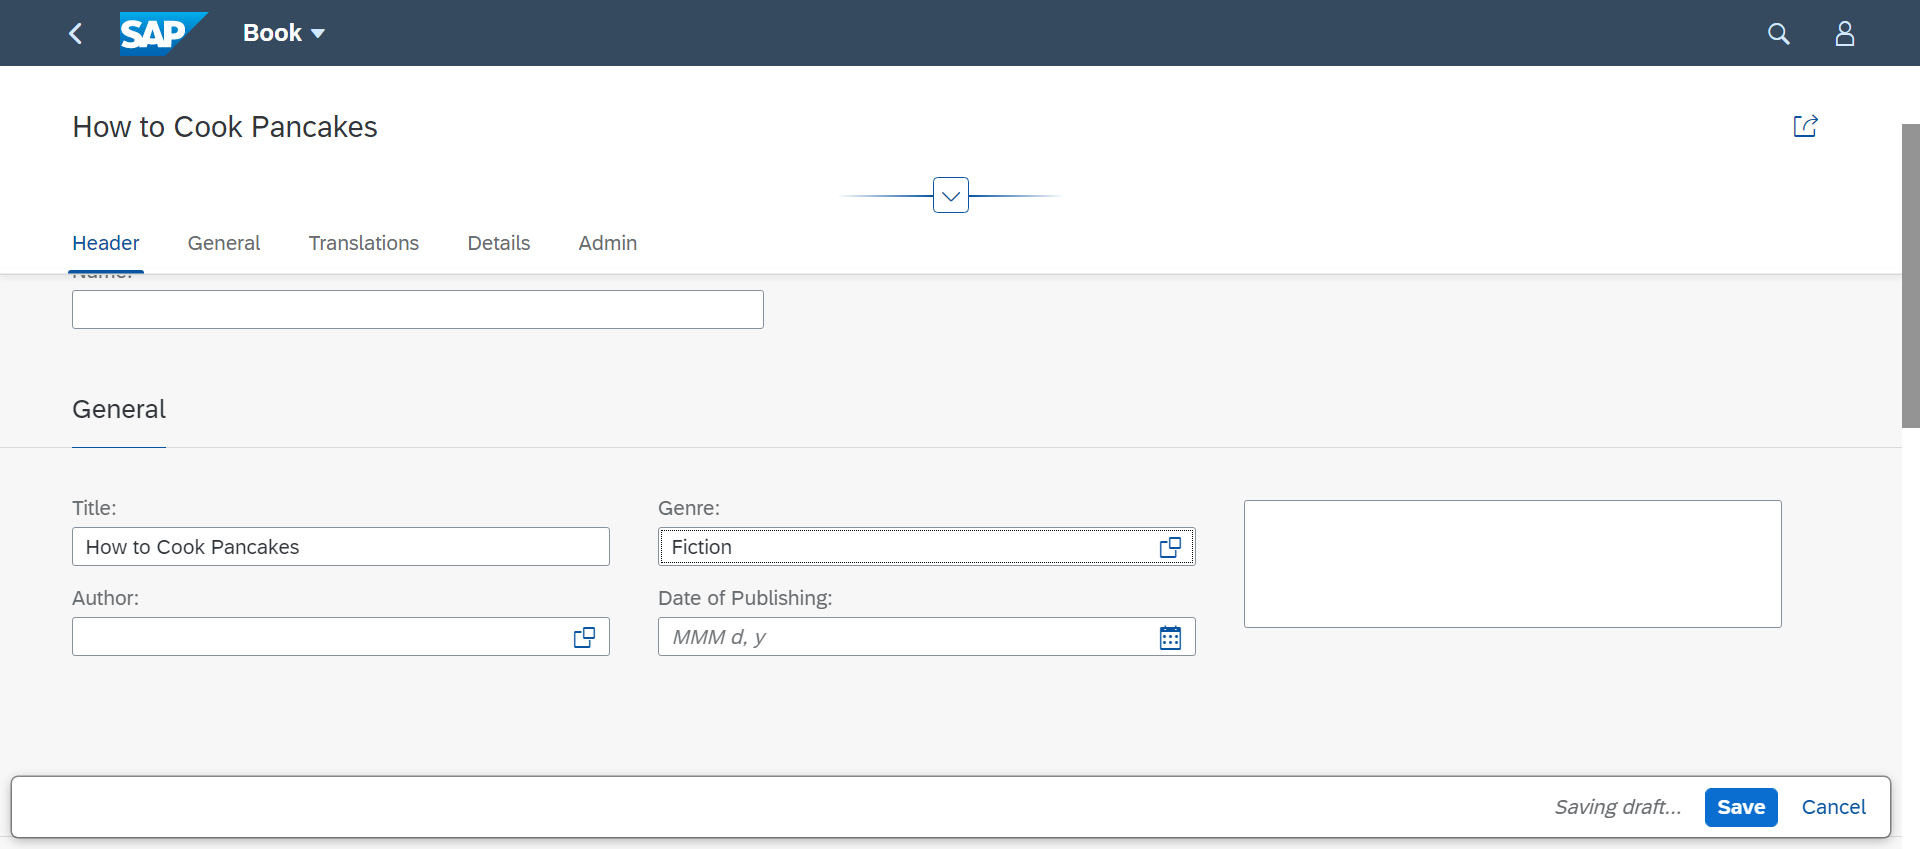 SAP
Book
How to Cook Pancakes
Header General Translations Details Admin
Name:
General
Title:
How to Cook Pancakes
Genre:
Fiction
Author:
Date of Publishing:
MMM d, y
Saving draft... Save Cancel